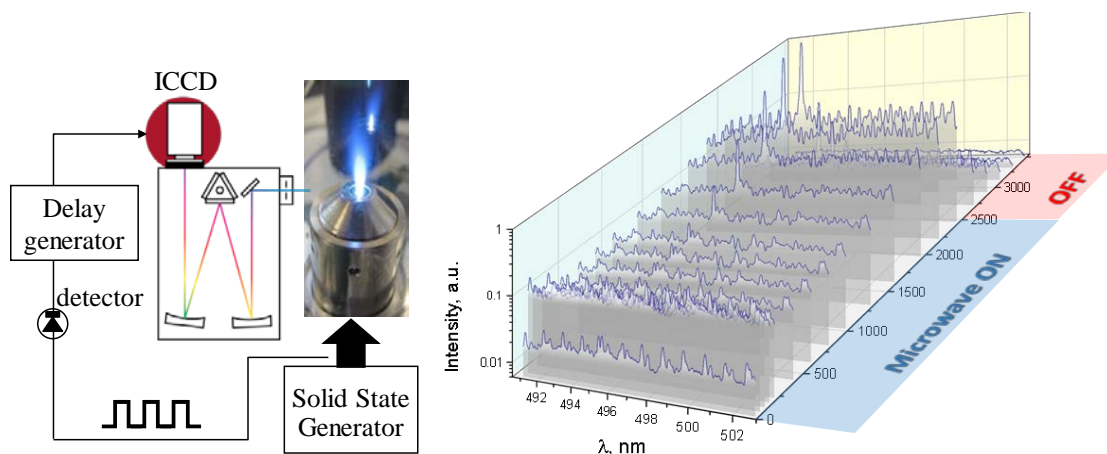 ICCD
Delay
generator
detector
Solid State
Generator
Intensity, a.u.
1
0.1
0.01
492
494
496
498
500
502
λ, nm
0
500
1000
1500
2000
2500
3000
Microwave ON
OFF